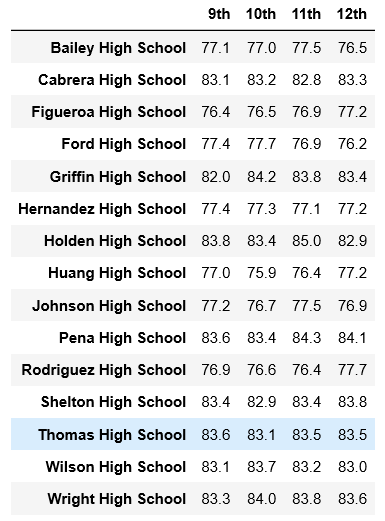 9th 10th 11th 12th
Bailey High School 77.1 77.0 77.5 76.5
Cabrera High School 83.1 83.2 82.8 83.3
Figueroa High School 76.4 76.5 76.9 77.2
Ford High School 77.4 77.7 76.9 76.2
Griffin High School 82.0 84.2 83.8 83.4
Hernandez High School 77.4 77.3 77.1 77.2
Holden High School 83.8 83.4 85.0 82.9
Huang High School 77.0 75.9 76.4 77.2
Johnson High School 77.2 76.7 77.5 76.9
Pena High School 83.6 83.4 84.3 84.1
Rodriguez High School 76.9 76.6 76.4 77.7
Shelton High School 83.4 82.9 83.4 83.8
Thomas High School 83.6 83.1 83.5 83.5
Wilson High School 83.1 83.7 83.2 83.0
Wright High School 83.3 84.0 83.8 83.6